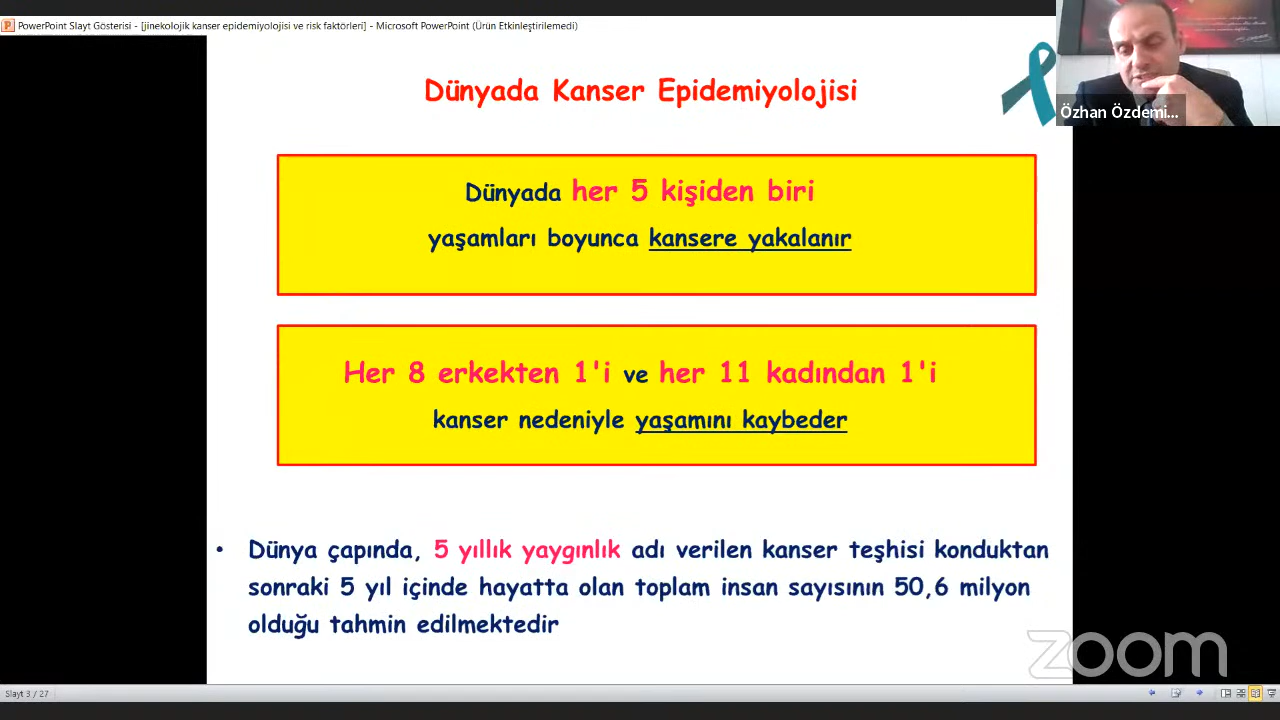 PowerPoint Slayt Gösterisi - [jinekolojik kanser epidemiyolojisi ve risk faktörleri] - Microsoft PowerPoint (Ürün Etkinleştirilemedi)
Özhan Özdemi...
Dünyada Kanser Epidemiyolojisi
Dünyada her 5 kişiden biri
yaşamları boyunca kansere yakalanır
Her 8 erkekten 1'i ve her 11 kadından 1'i
kanser nedeniyle yaşamını kaybeder
• Dünya çapında, 5 yıllık yaygınlık adı verilen kanser teşhisi konduktan
sonraki 5 yıl içinde hayatta olan toplam insan sayısının 50,6 milyon
olduğu tahmin edilmektedir
zoom
Slayt 3 / 27